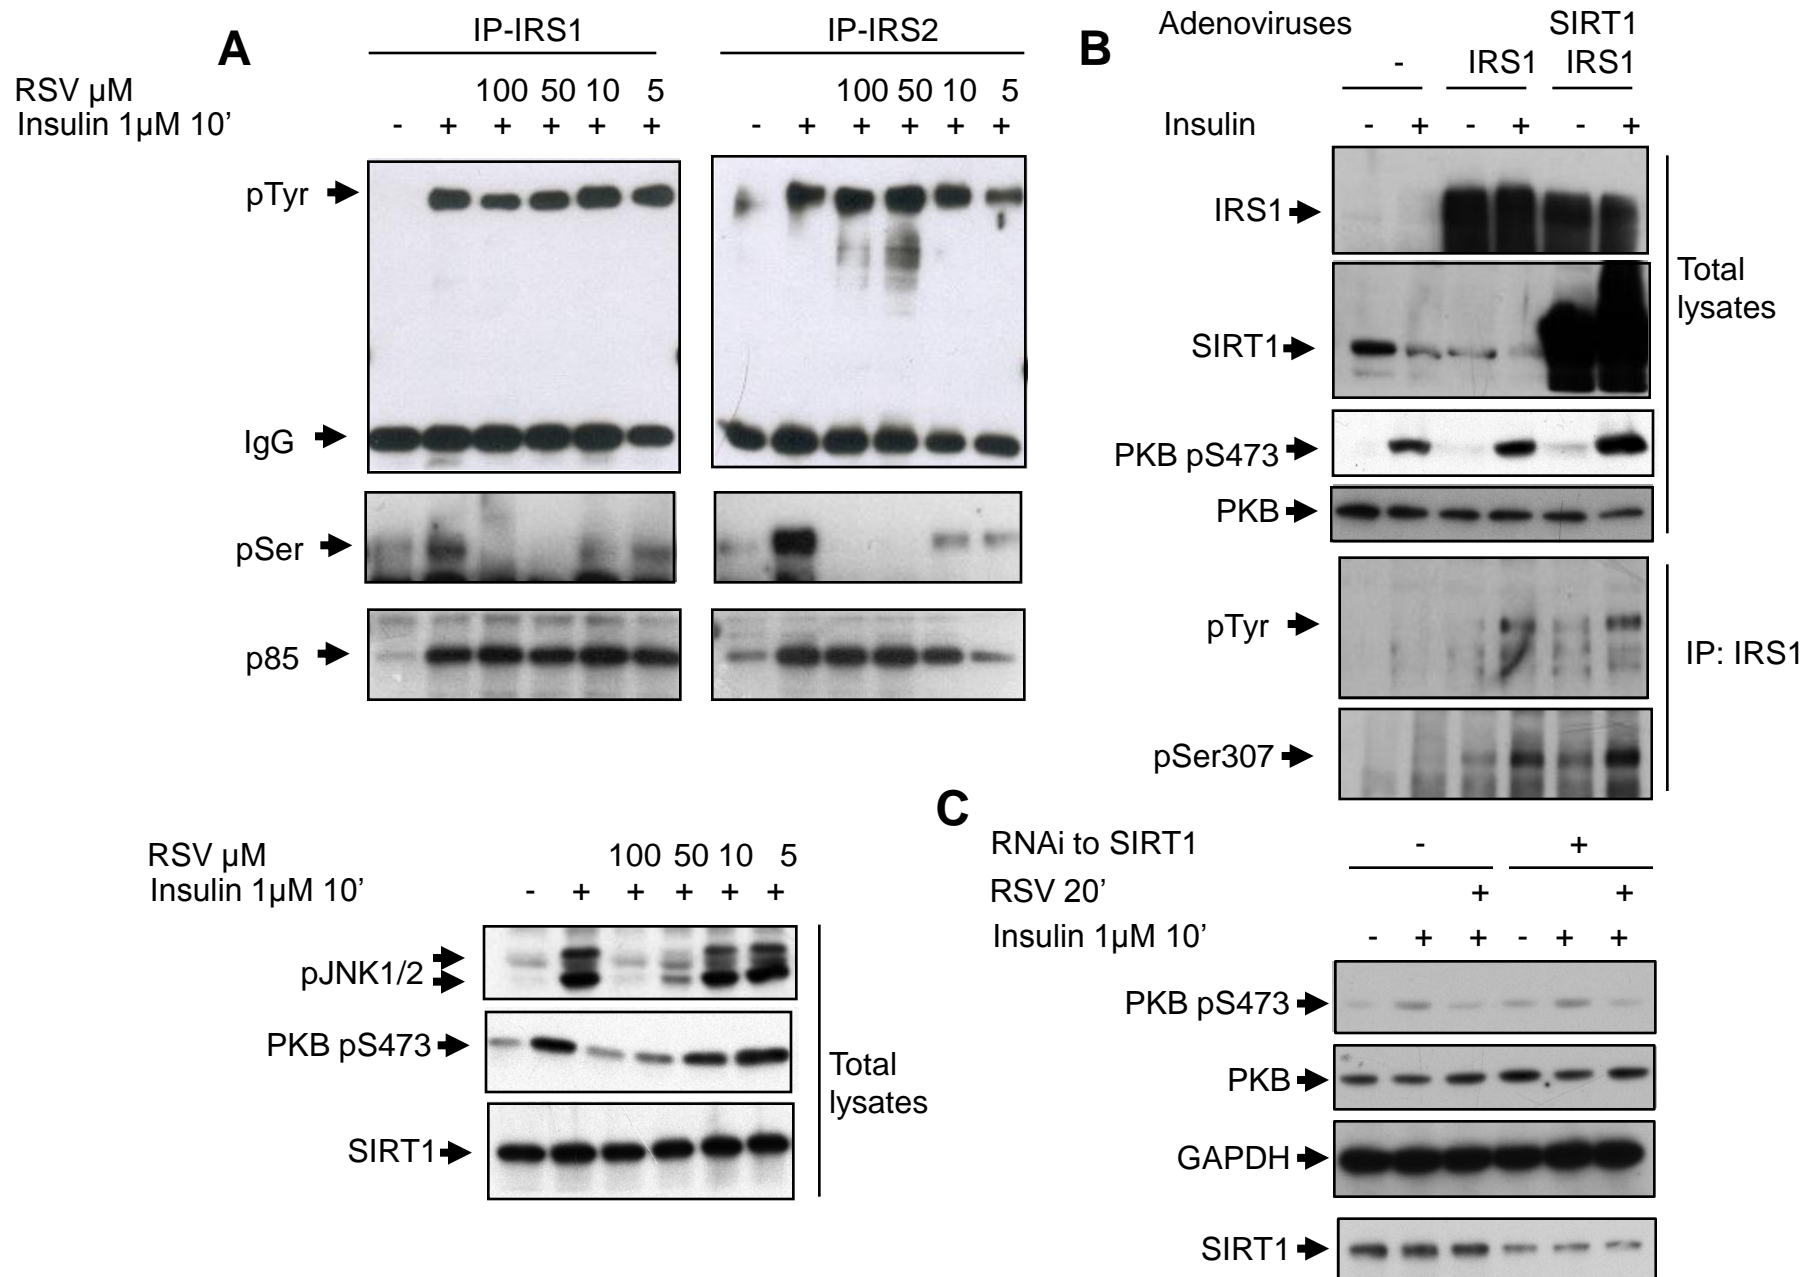 A
IP-IRS1 IP-IRS2
RSV µM 100 50 10 5 100 50 10 5
Insulin 1µM 10’ - + + + + + - + + + + +
pTyr
IgG
pSer
p85
RSV µM 100 50 10 5
Insulin 1µM 10’ - + + + + +
pJNK1/2
PKB pS473
SIRT1
Total
lysates
B
Adenoviruses SIRT1
- IRS1 IRS1
Insulin - + - + - +
IRS1
SIRT1
PKB pS473
PKB
Total
lysates
pTyr
pSer307
IP: IRS1
C
RNAi to SIRT1 - +
RSV 20’ + +
Insulin 1µM 10’ - + + - + +
PKB pS473
PKB
GAPDH
SIRT1